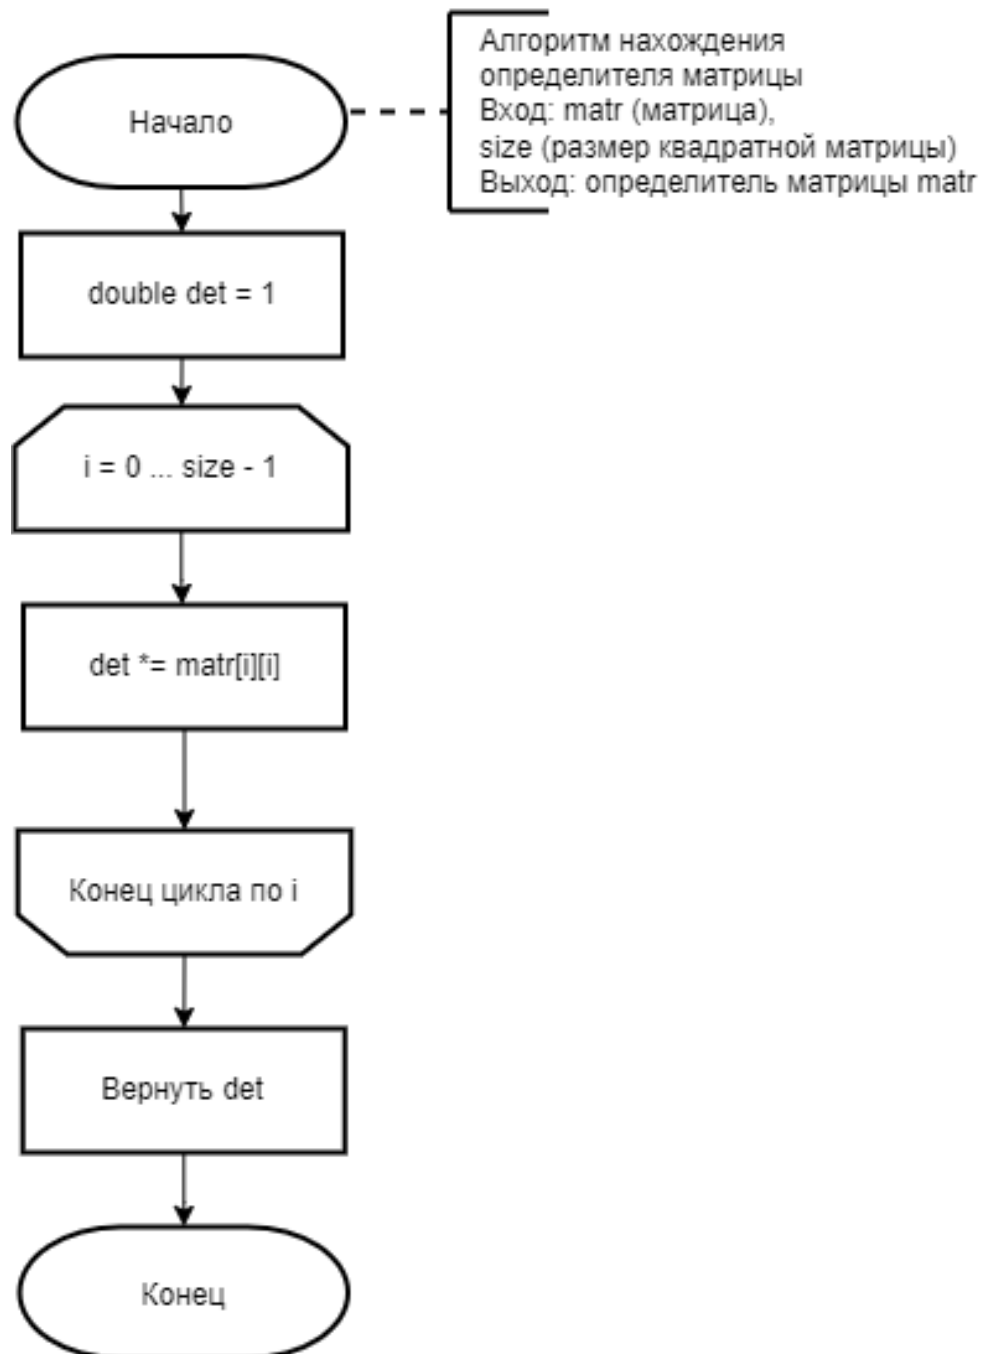 Начало
Алгоритм нахождения
определителя матрицы
Вход: matr (матрица),
size (размер квадратной матрицы)
Выход: определитель матрицы matr
double det = 1
i = 0 ... size - 1
det *= matr[i][i]
Конец цикла по i
Вернуть det
Конец